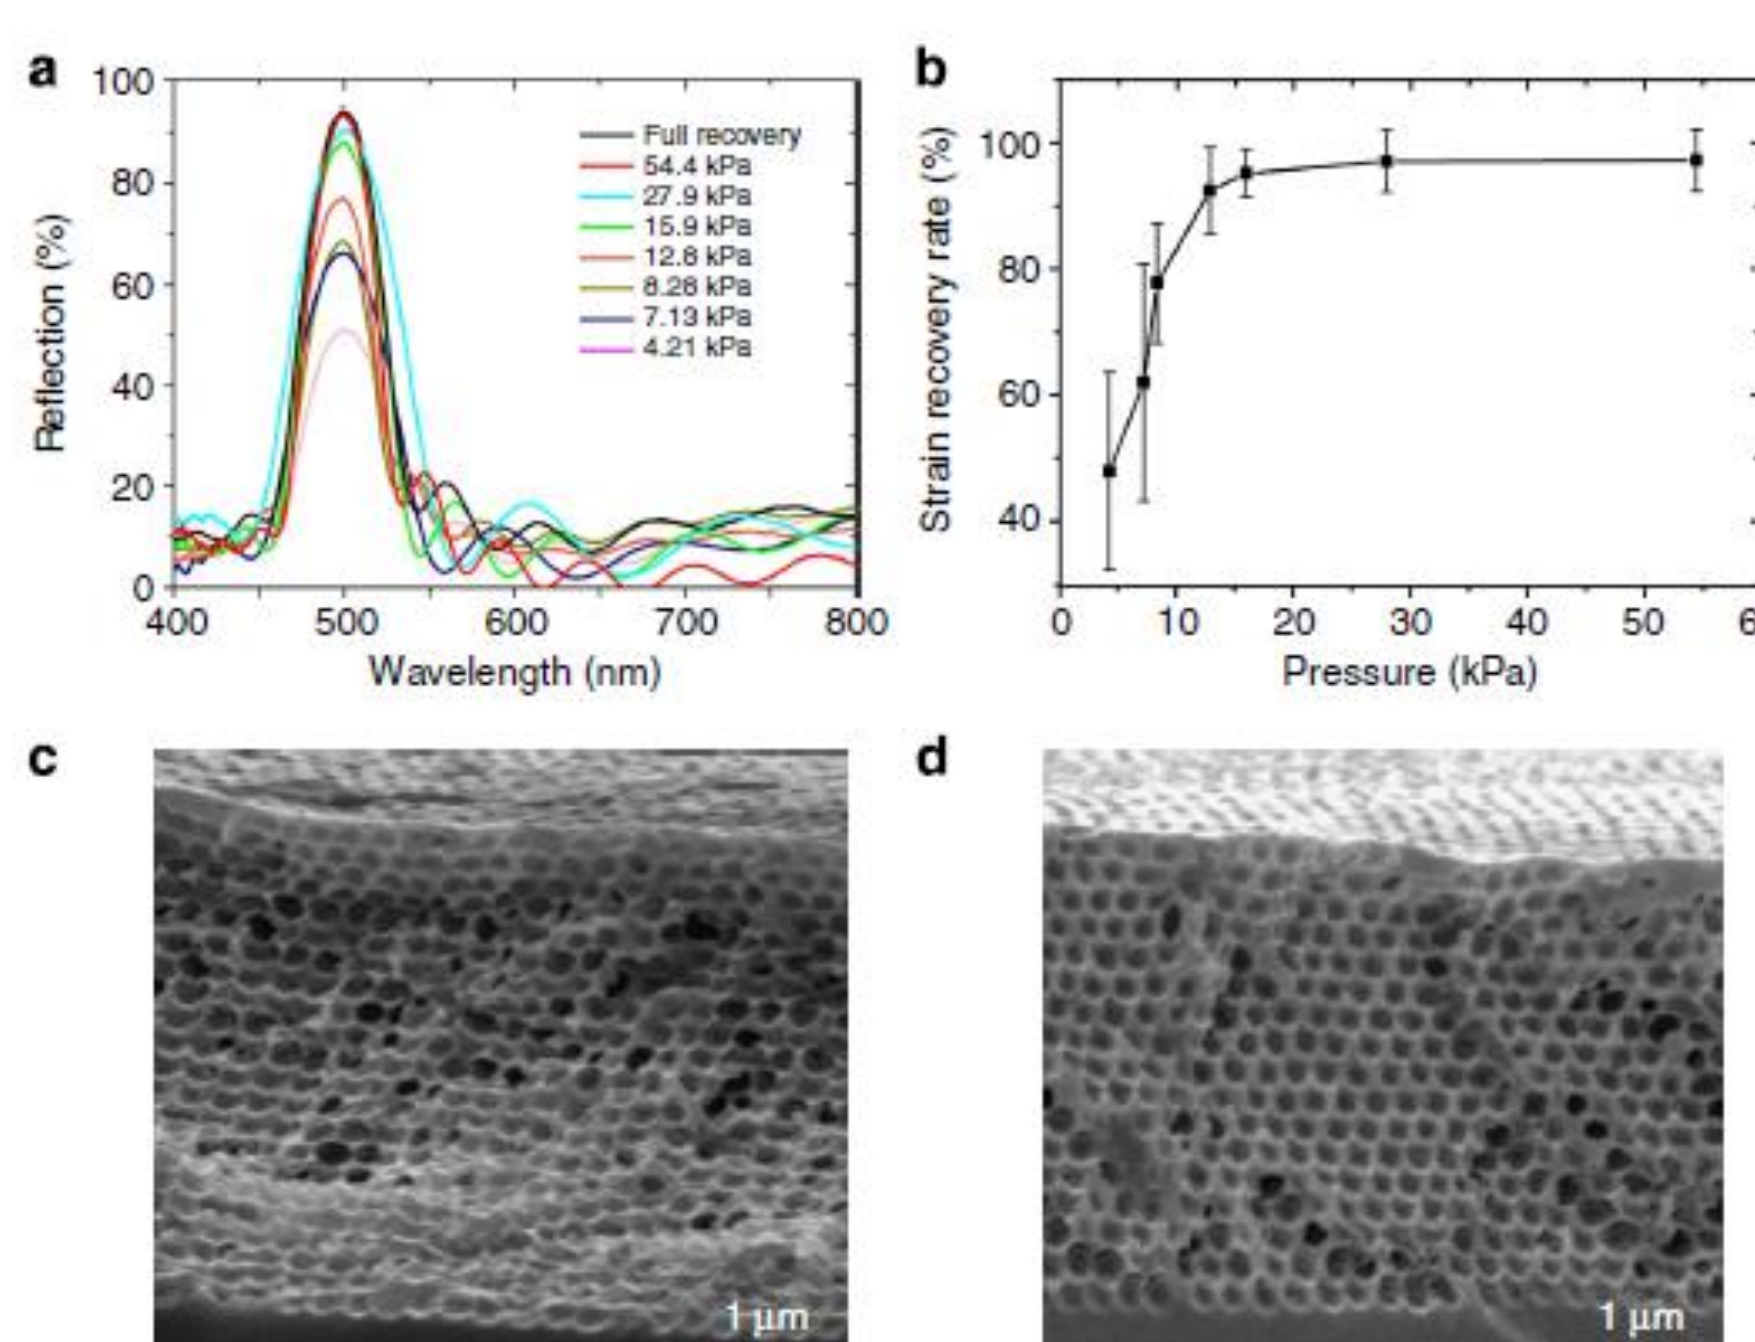 a
100
80
60
40
20
0
Reflection (%)
400 500 600 700 800
Wavelength (nm)
Full recovery
54.4 kPa
27.9 kPa
15.9 kPa
12.8 kPa
8.28 kPa
7.13 kPa
4.21 kPa
b
100
80
60
40
Strain recovery rate (%)
0 10 20 30 40 50 6
Pressure (kPa)
c
1 µm
d
1 µm